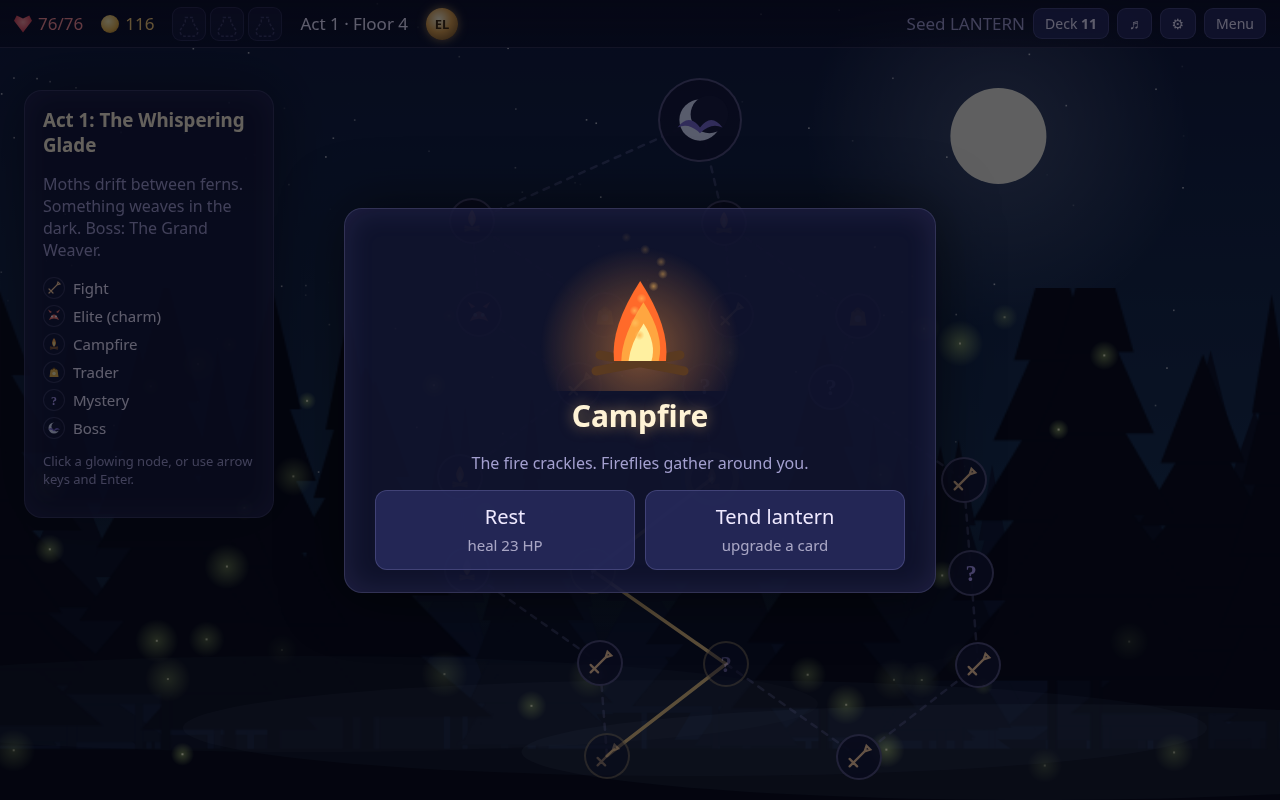 76/76 116 Act 1 · Floor 4 EL Seed LANTERN Deck 11 ♬ ⚙ Menu
Act 1: The Whispering
Glade
Moths drift between ferns.
Something weaves in the
dark. Boss: The Grand
Weaver.
Fight
Elite (charm)
Campfire
Trader
? Mystery
Boss
Click a glowing node, or use arrow
keys and Enter.
Campfire
The fire crackles. Fireflies gather around you.
Rest
heal 23 HP
Tend lantern
upgrade a card
?
?
?